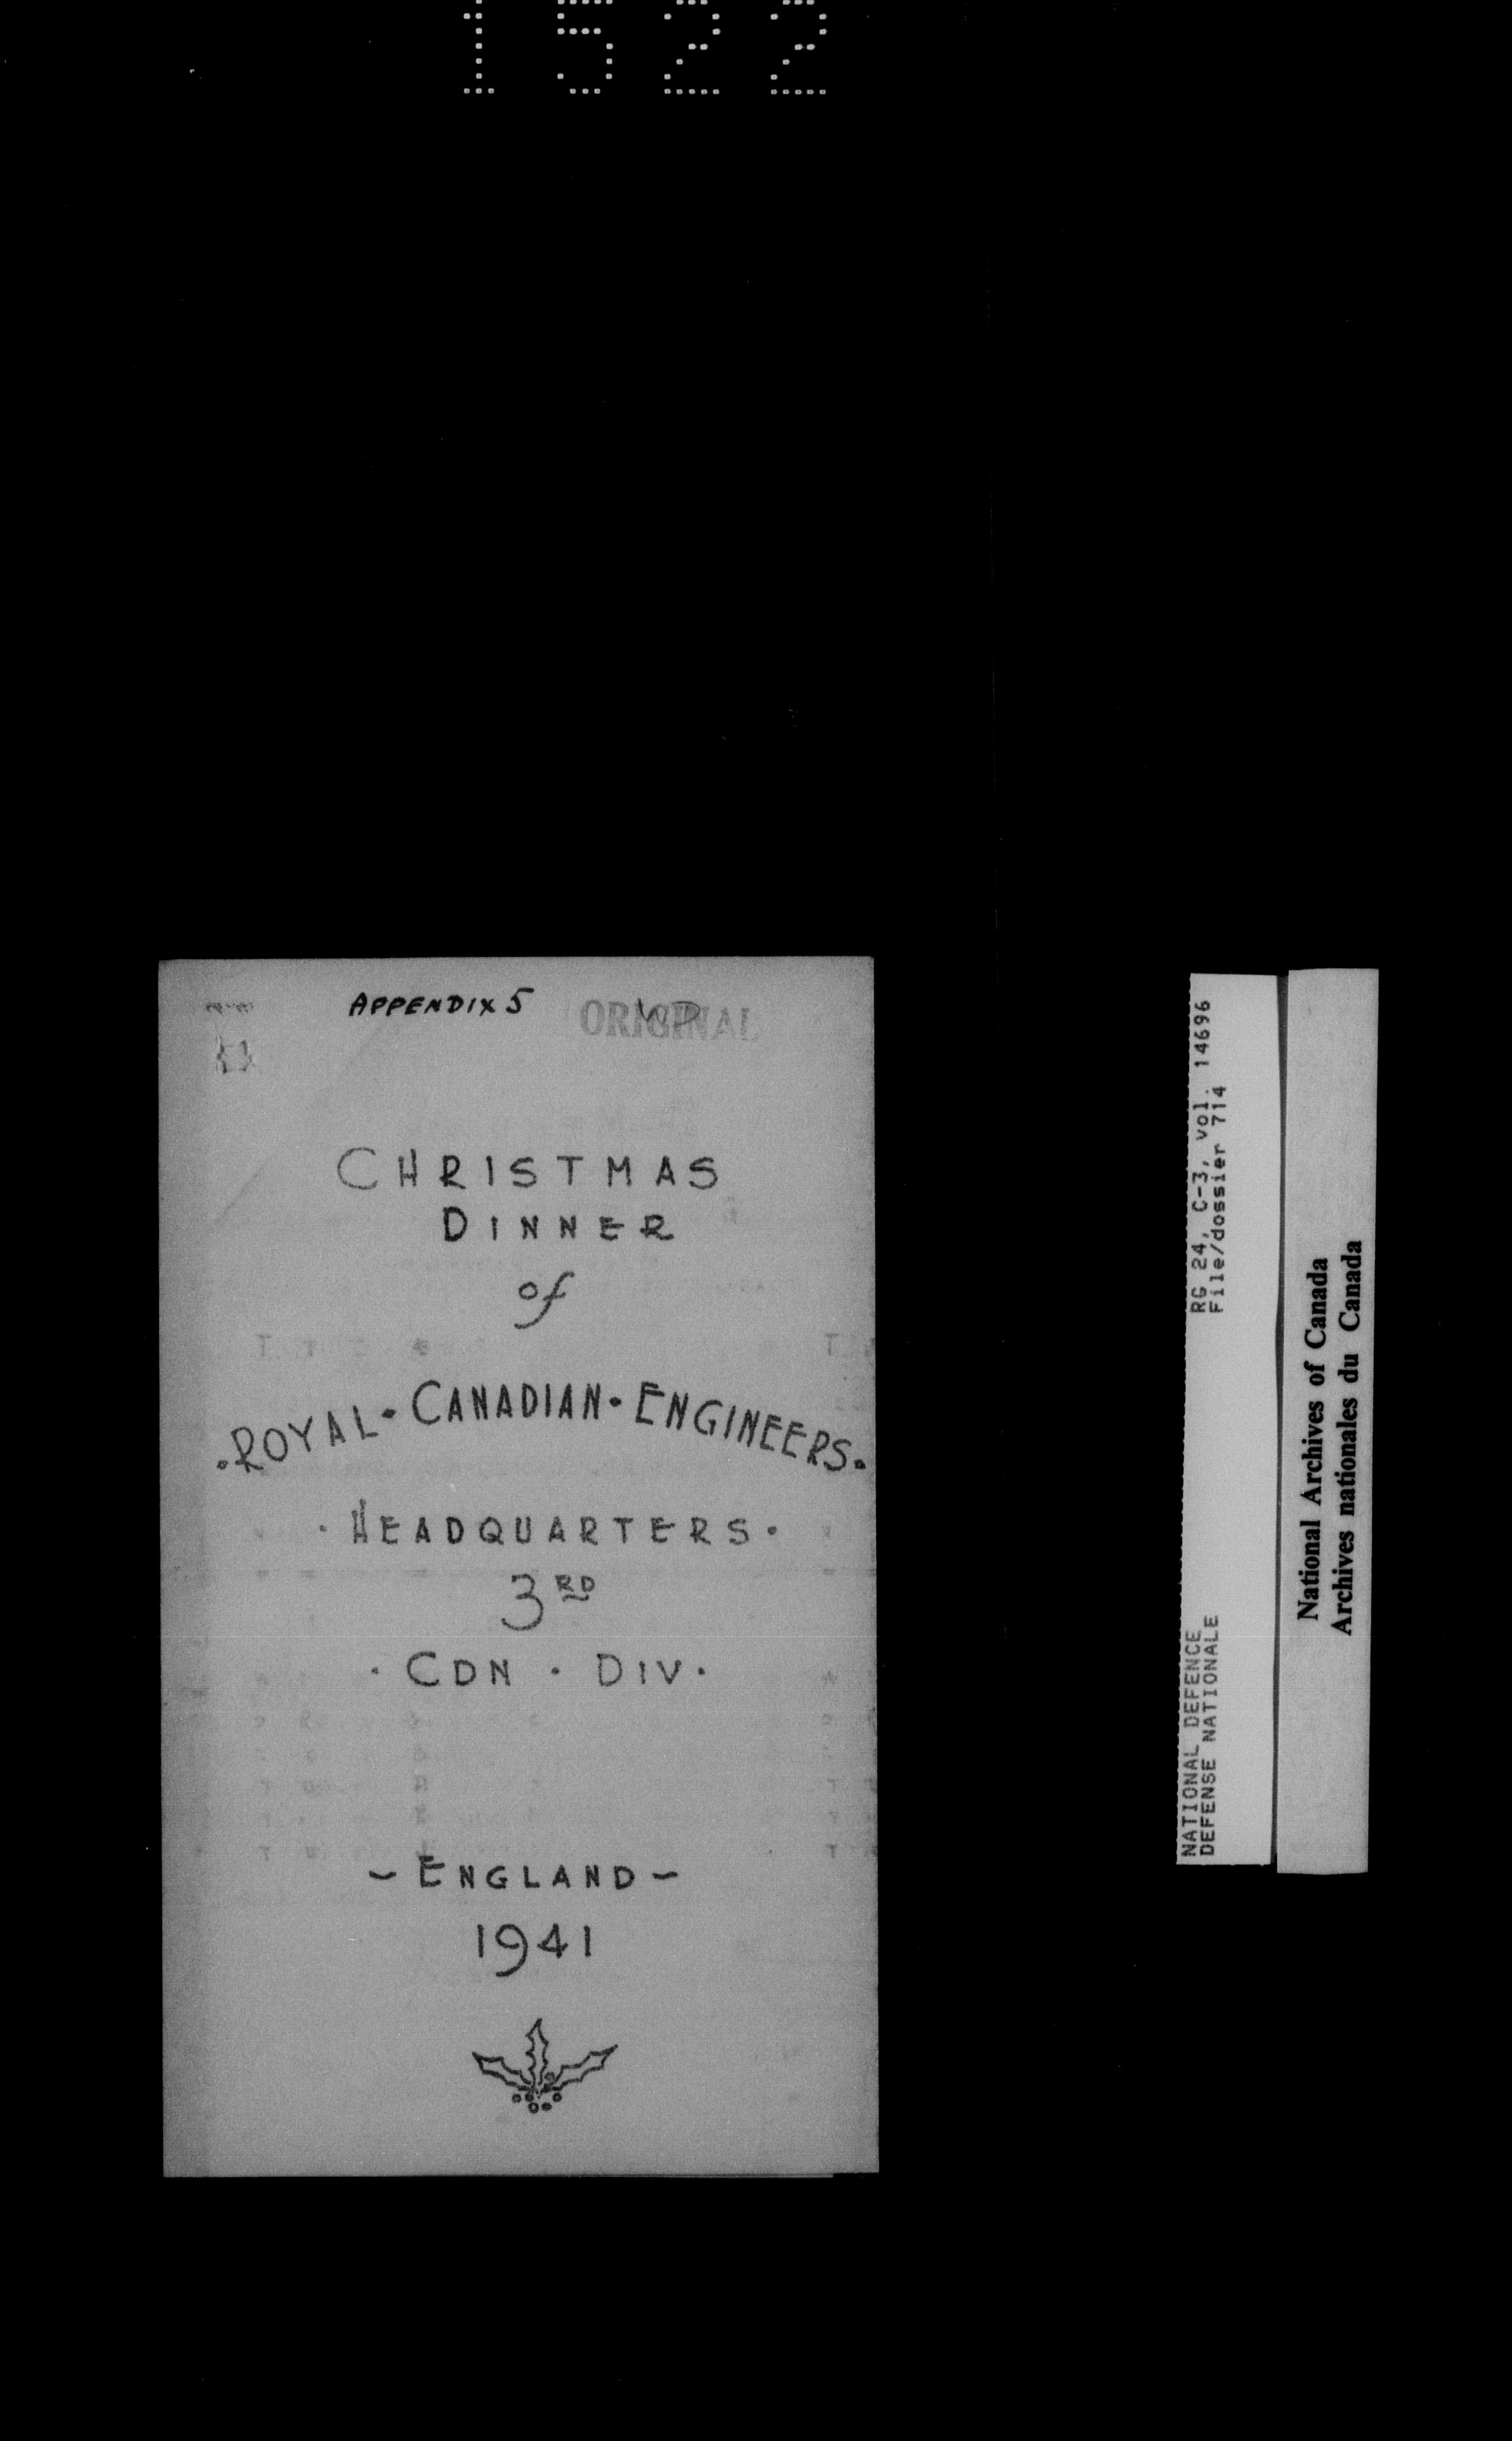 1522
APPENDIX 5 ORIGINAL
WD
CHRISTMAS
DINNER
of
·ROYAL·CANADIAN·ENGINEERS·
·HEADQUARTERS·
3RD
·CDN·DIV·
-ENGLAND-
1941
NATIONAL DEFENCE RG 24, C-3, vol. 14696
DEFENSE NATIONALE File/dossier 714
National Archives of Canada
Archives nationales du Canada